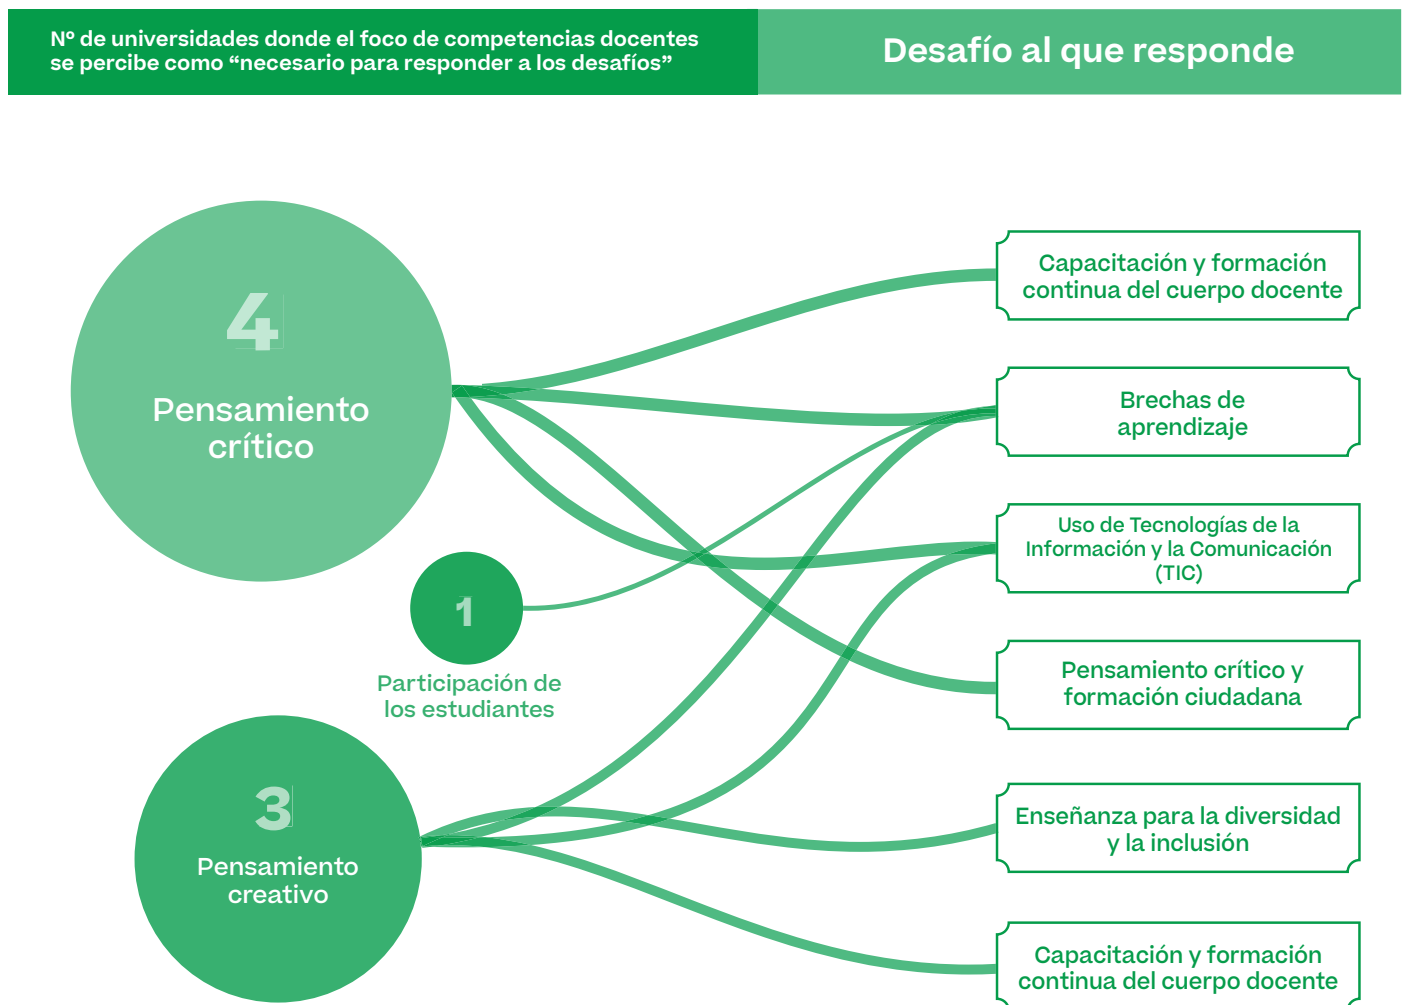 Nº de universidades donde el foco de competencias docentes
se percibe como “necesario para responder a los desafíos”
Desafío al que responde
4
Pensamiento
crítico
1
Participación de
los estudiantes
3
Pensamiento
creativo
Capacitación y formación
continua del cuerpo docente
Brechas de
aprendizaje
Uso de Tecnologías de la
Información y la Comunicación
(TIC)
Pensamiento crítico y
formación ciudadana
Enseñanza para la diversidad
y la inclusión
Capacitación y formación
continua del cuerpo docente